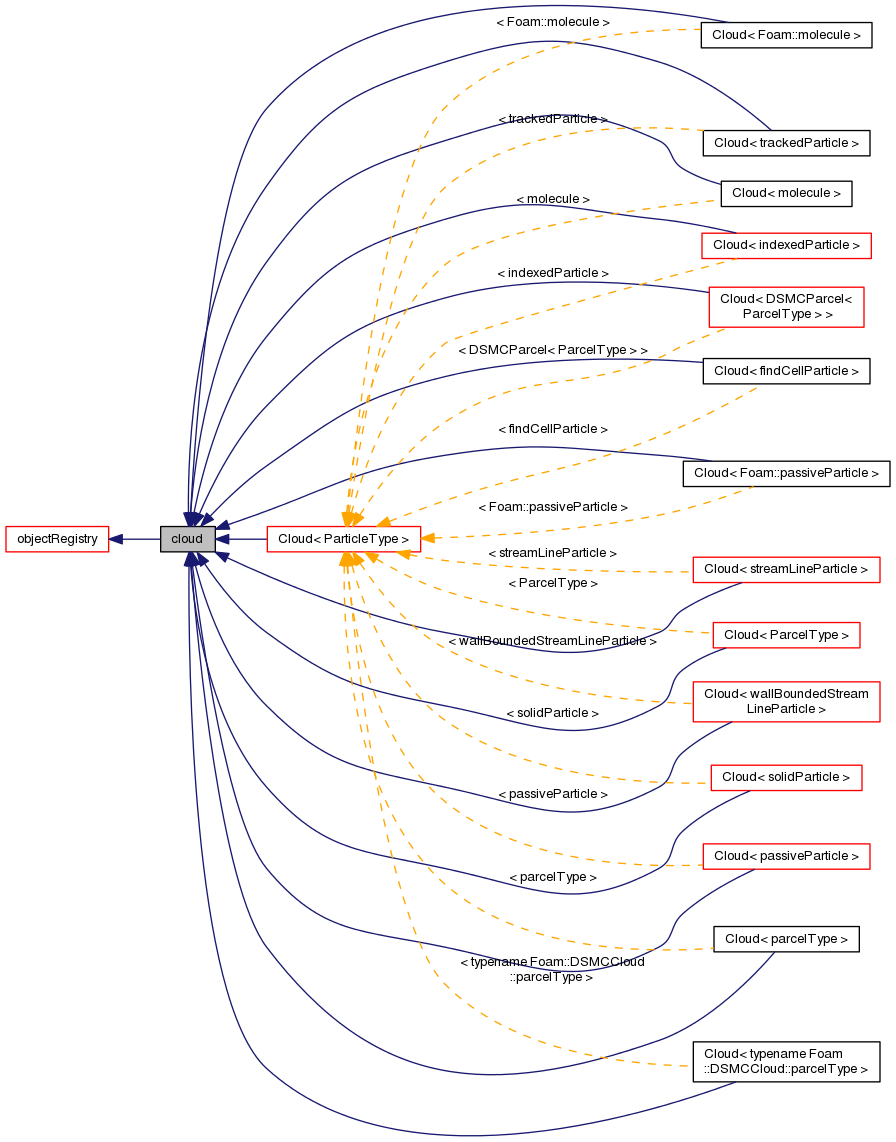 < Foam::molecule >
Cloud< Foam::molecule >
< trackedParticle >
Cloud< trackedParticle >
Cloud< molecule >
< molecule >
Cloud< indexedParticle >
< indexedParticle >
Cloud< DSMCParcel<
ParcelType > >
< DSMCParcel< ParcelType > >
Cloud< findCellParticle >
< findCellParticle >
Cloud< Foam::passiveParticle >
< Foam::passiveParticle >
objectRegistry
cloud
Cloud< ParticleType >
< streamLineParticle >
Cloud< streamLineParticle >
< ParcelType >
Cloud< ParcelType >
< wallBoundedStreamLineParticle >
Cloud< wallBoundedStream
LineParticle >
< solidParticle >
Cloud< solidParticle >
< passiveParticle >
Cloud< passiveParticle >
< parcelType >
Cloud< parcelType >
< typename Foam::DSMCCloud
::parcelType >
Cloud< typename Foam
::DSMCCloud::parcelType >